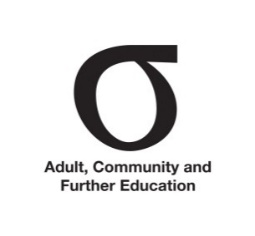 σ
Adult, Community and
Further Education